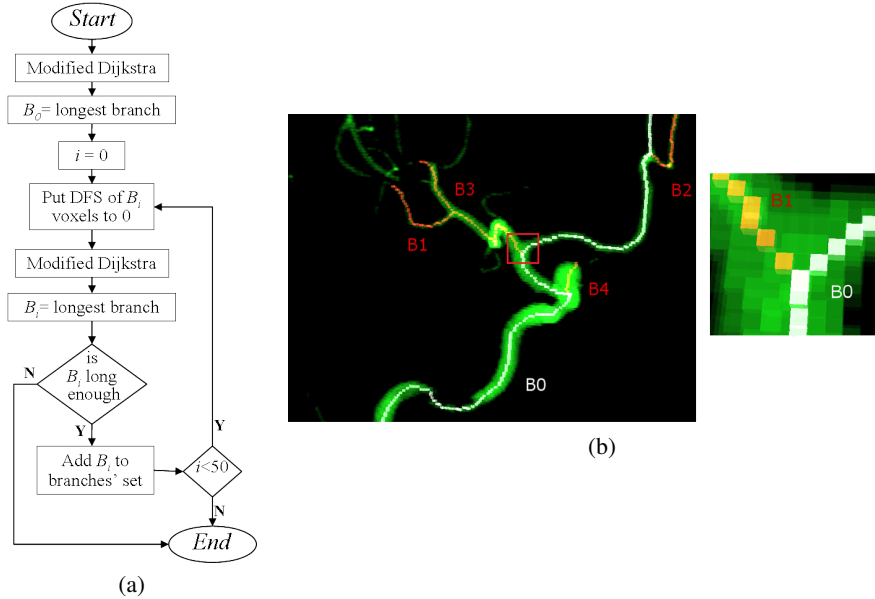 Start
Modified Dijkstra
B0= longest branch
i = 0
Put DFS of Bi
voxels to 0
Modified Dijkstra
Bi= longest branch
is
Bi long
enough
N
Y
Add Bi to
branches' set
i<50
Y
N
End
(a)
B3
B1
B2
B4
B0
(b)
B1
B0